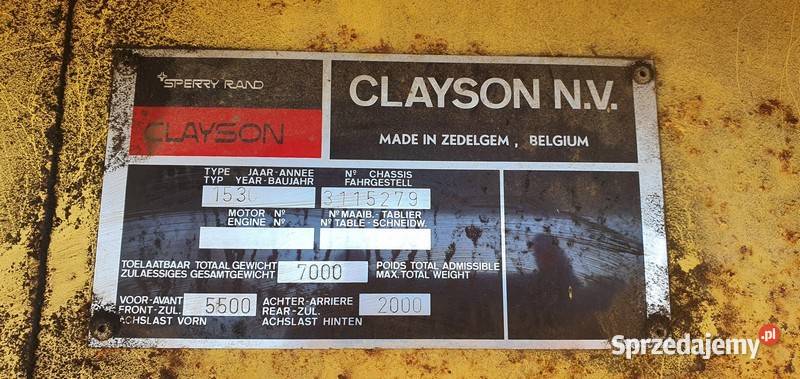 SPERRY RAND
CLAYSON
CLAYSON N.V.
MADE IN ZEDELGEM, BELGIUM
TYPE JAAR-ANNEE
TYP YEAR-BAUJAHR
1530
Nº CHASSIS
FAHRGESTELL
3115279
MOTOR Nº
ENGINE Nº
Nº MAAIB.-TABLIER
Nº TABLE-SCHNEIDW.
TOELAATBAAR TOTAAL GEWICHT
ZULAESSIGES GESAMTGEWICHT
7000
POIDS TOTAL ADMISSIBLE
MAX. TOTAL WEIGHT
VOOR-AVANT
FRONT-ZUL.
ACHSLAST VORN
5500
ACHTER-ARRIERE
REAR-ZUL.
ACHSLAST HINTEN
2000
Sprzedajemy.pl